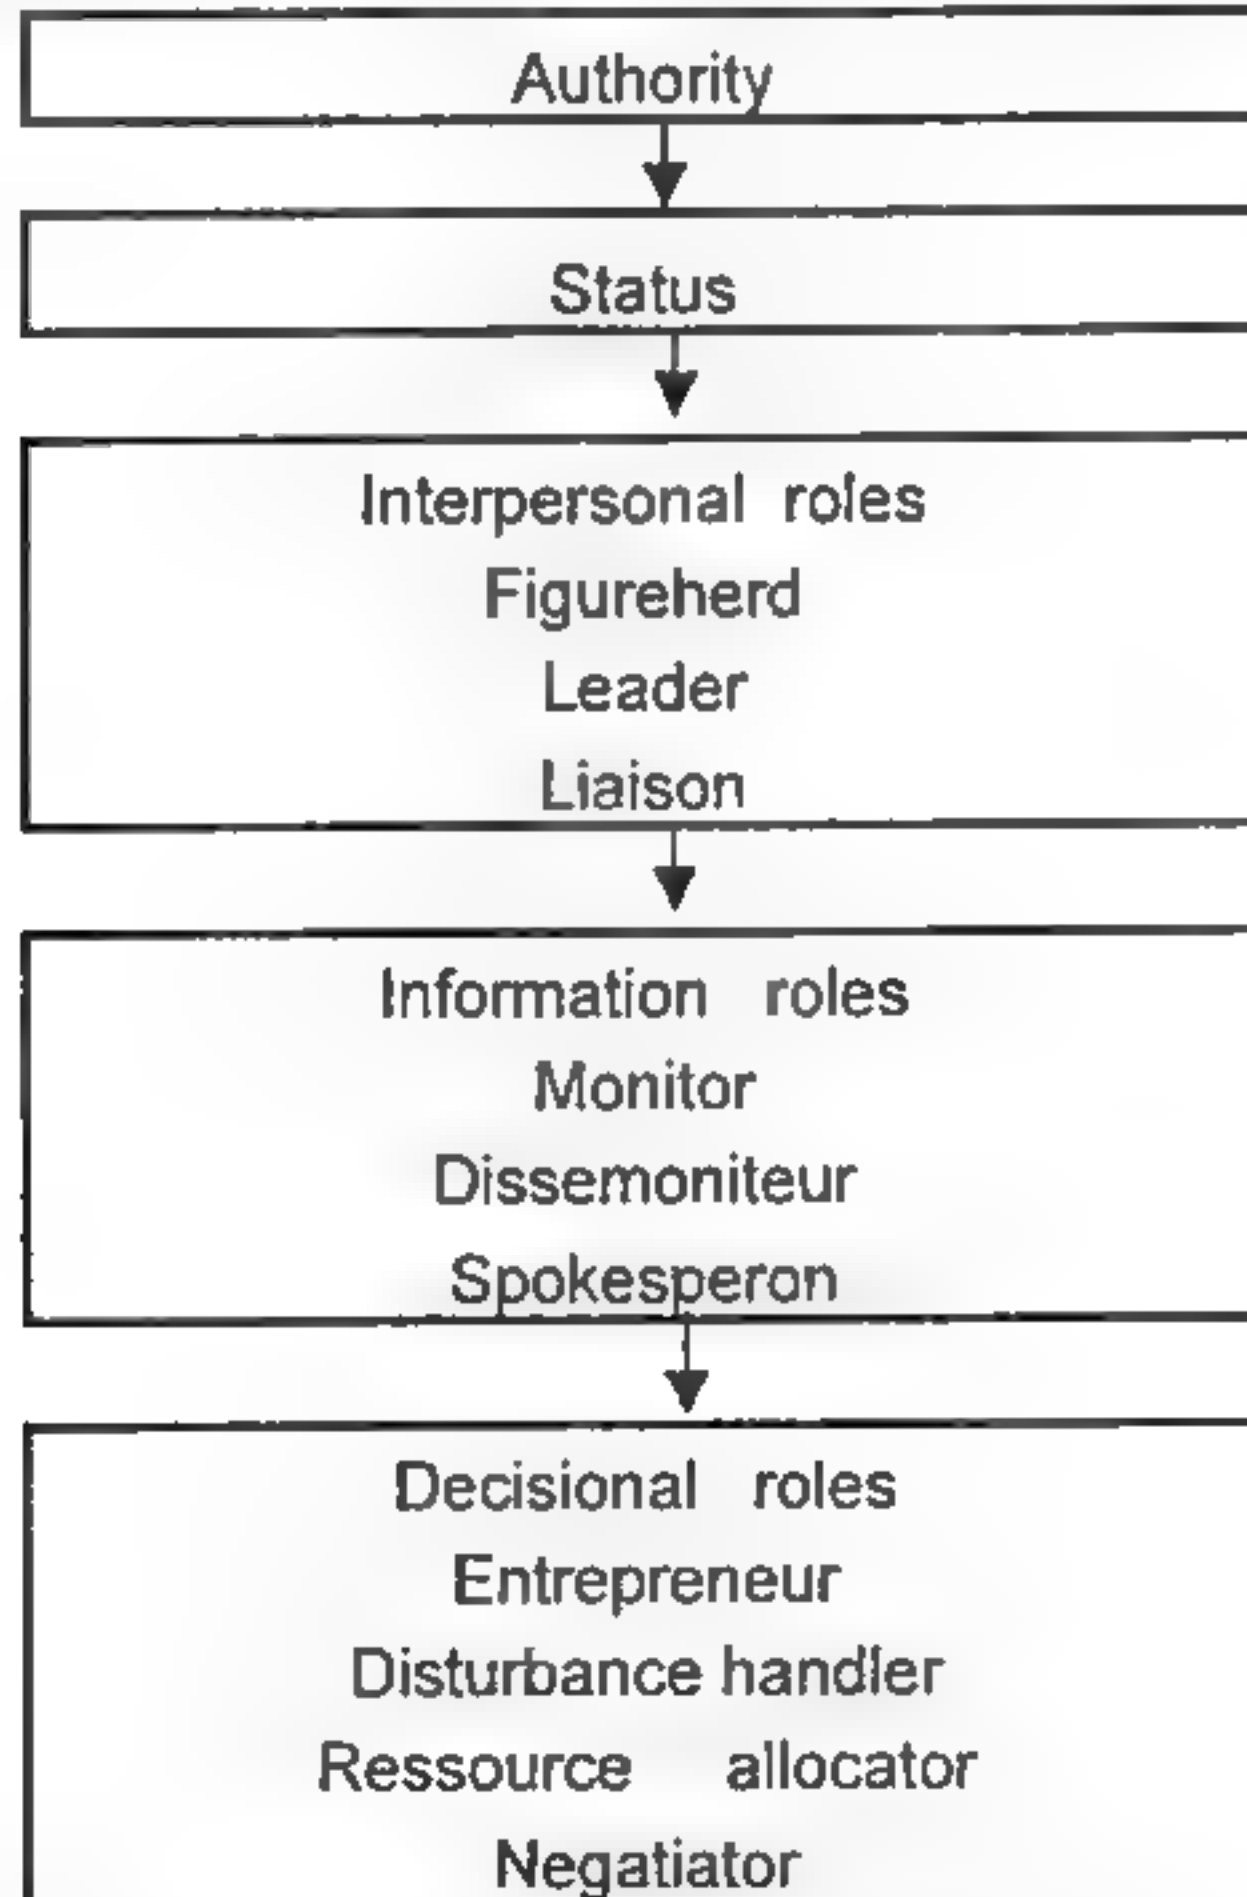 Authority
Status
Interpersonal roles
Figureherd
Leader
Liaison
Information roles
Monitor
Dissemoniteur
Spokesperon
Decisional roles
Entrepreneur
Disturbance handler
Ressource allocator
Negatiator